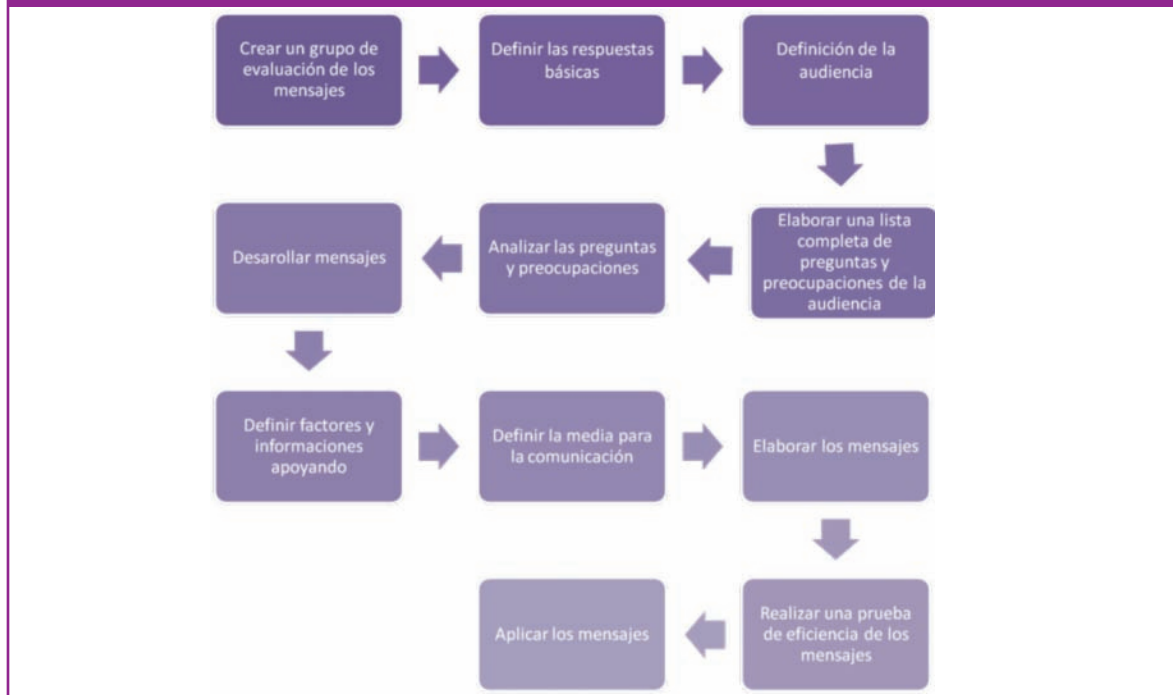 Crear un grupo de
evaluación de los
mensajes
Definir las respuestas
básicas
Definición de la
audiencia
Elaborar una lista
completa de
preguntas y
preocupaciones de la
audiencia
Analizar las preguntas
y preocupaciones
Desarollar mensajes
Definir factores y
informaciones
apoyando
Definir la media para
la comunicación
Elaborar los mensajes
Realizar una prueba
de eficiencia de los
mensajes
Aplicar los mensajes